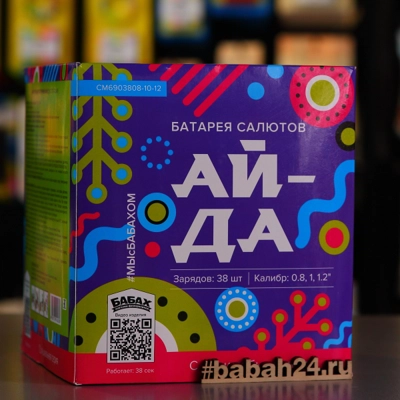 СМ6903808-10-12
БАТАРЕЯ САЛЮТОВ
АЙ-
ДА
Зарядов: 38 шт | Калибр: 0.8, 1, 1.2"
#МЫсБАБАХОМ
БАБАХ
Видео изделия
Работает: 38 сек
#babah24.ru